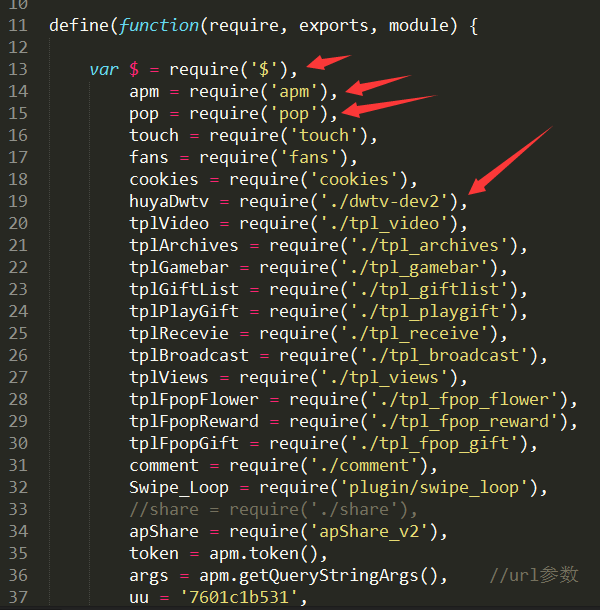 10
11 define(function(require, exports, module) {
12
13 var $ = require('$'),
14 apm = require('apm'),
15 pop = require('pop'),
16 touch = require('touch'),
17 fans = require('fans'),
18 cookies = require('cookies'),
19 huyaDwtv = require('./dwtv-dev2'),
20 tplVideo = require('./tpl_video'),
21 tplArchives = require('./tpl_archives'),
22 tplGamebar = require('./tpl_gamebar'),
23 tplGiftList = require('./tpl_giftlist'),
24 tplPlayGift = require('./tpl_playgift'),
25 tplRecevie = require('./tpl_receive'),
26 tplBroadcast = require('./tpl_broadcast'),
27 tplViews = require('./tpl_views'),
28 tplFpopFlower = require('./tpl_fpop_flower'),
29 tplFpopReward = require('./tpl_fpop_reward'),
30 tplFpopGift = require('./tpl_fpop_gift'),
31 comment = require('./comment'),
32 Swipe_Loop = require('plugin/swipe_loop'),
33 //share = require('./share'),
34 apShare = require('apShare_v2'),
35 token = apm.token(),
36 args = apm.getQueryStringArgs(), //url参数
37 uu = '7601c1b531',